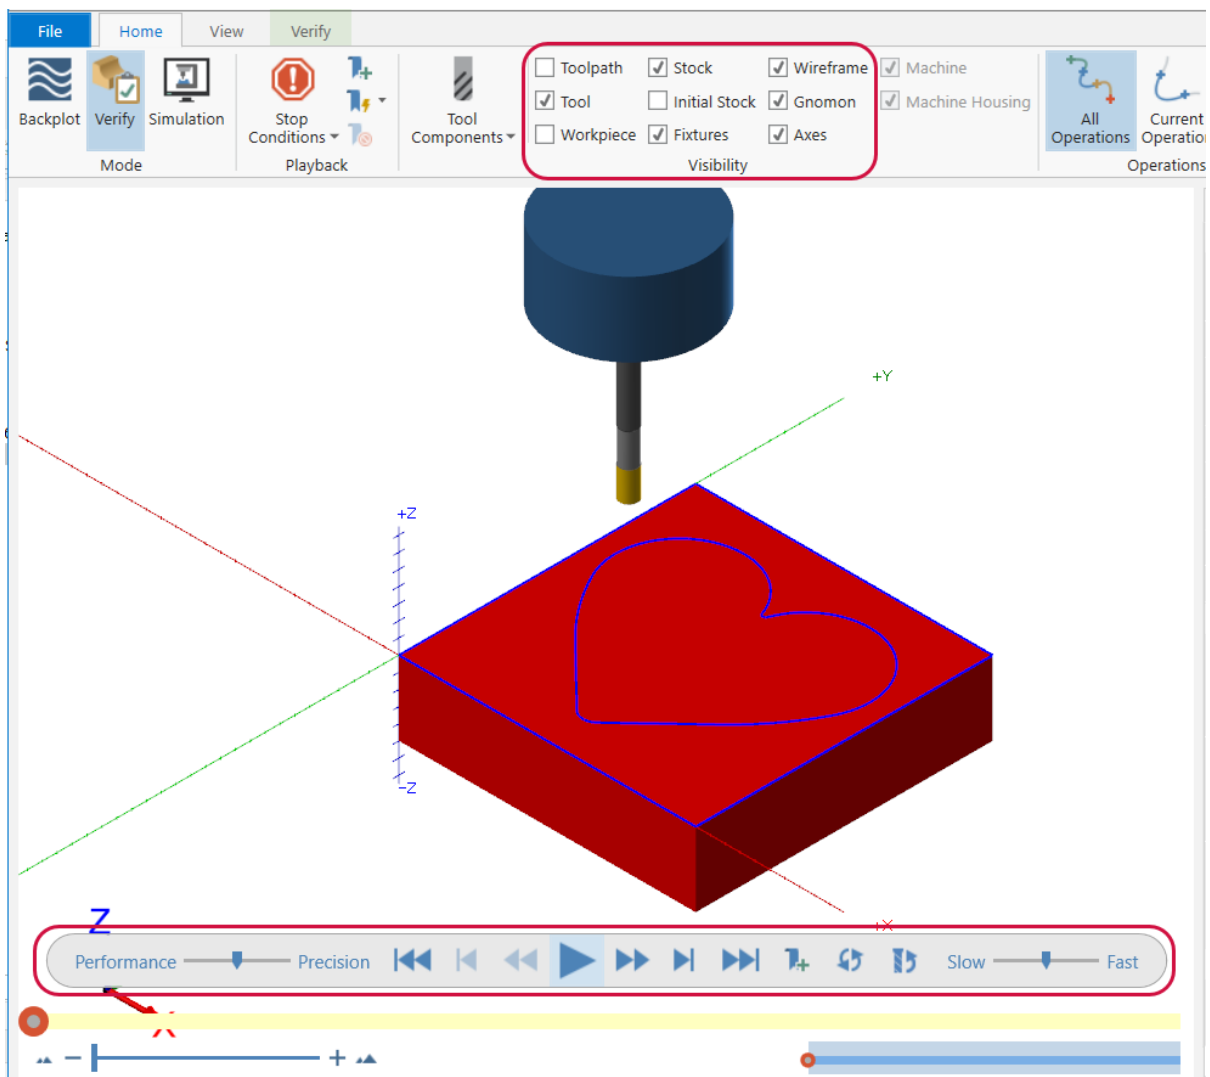 File Home View Verify
Toolpath Stock Wireframe Machine
Tool Initial Stock Gnomon Machine Housing
Backplot Verify Simulation Stop Conditions Tool Components Workpiece Fixtures Axes All Operations Current Operation
Mode Playback Visibility Operations
+Y
+Z
-Z
+X
Z
Performance Precision Slow Fast
X